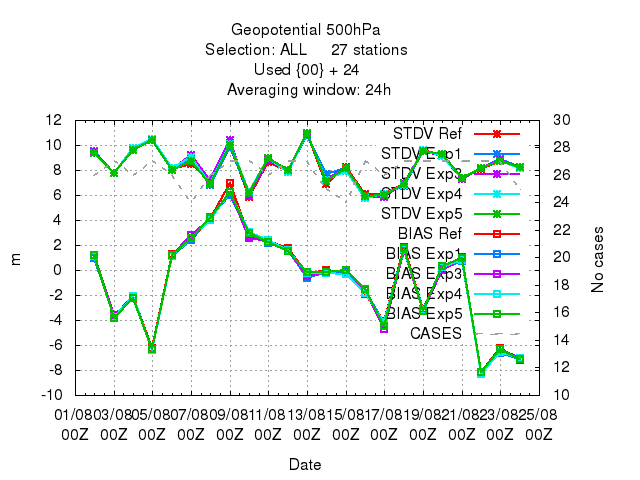 Geopotential 500hPa
Selection: ALL 27 stations
Used {00} + 24
Averaging window: 24h
12 10 8 6 4 2 0 -2 -4 -6 -8 -10
m
30 28 26 24 22 20 18 16 14 12 10
No cases
STDV Ref
STDV Exp1
STDV Exp3
STDV Exp4
STDV Exp5
BIAS Ref
BIAS Exp1
BIAS Exp3
BIAS Exp4
BIAS Exp5
CASES
01/08 03/08 05/08 07/08 09/08 11/08 13/08 15/08 17/08 19/08 21/08 23/08 25/08
00Z 00Z 00Z 00Z 00Z 00Z 00Z 00Z 00Z 00Z 00Z 00Z 00Z
Date